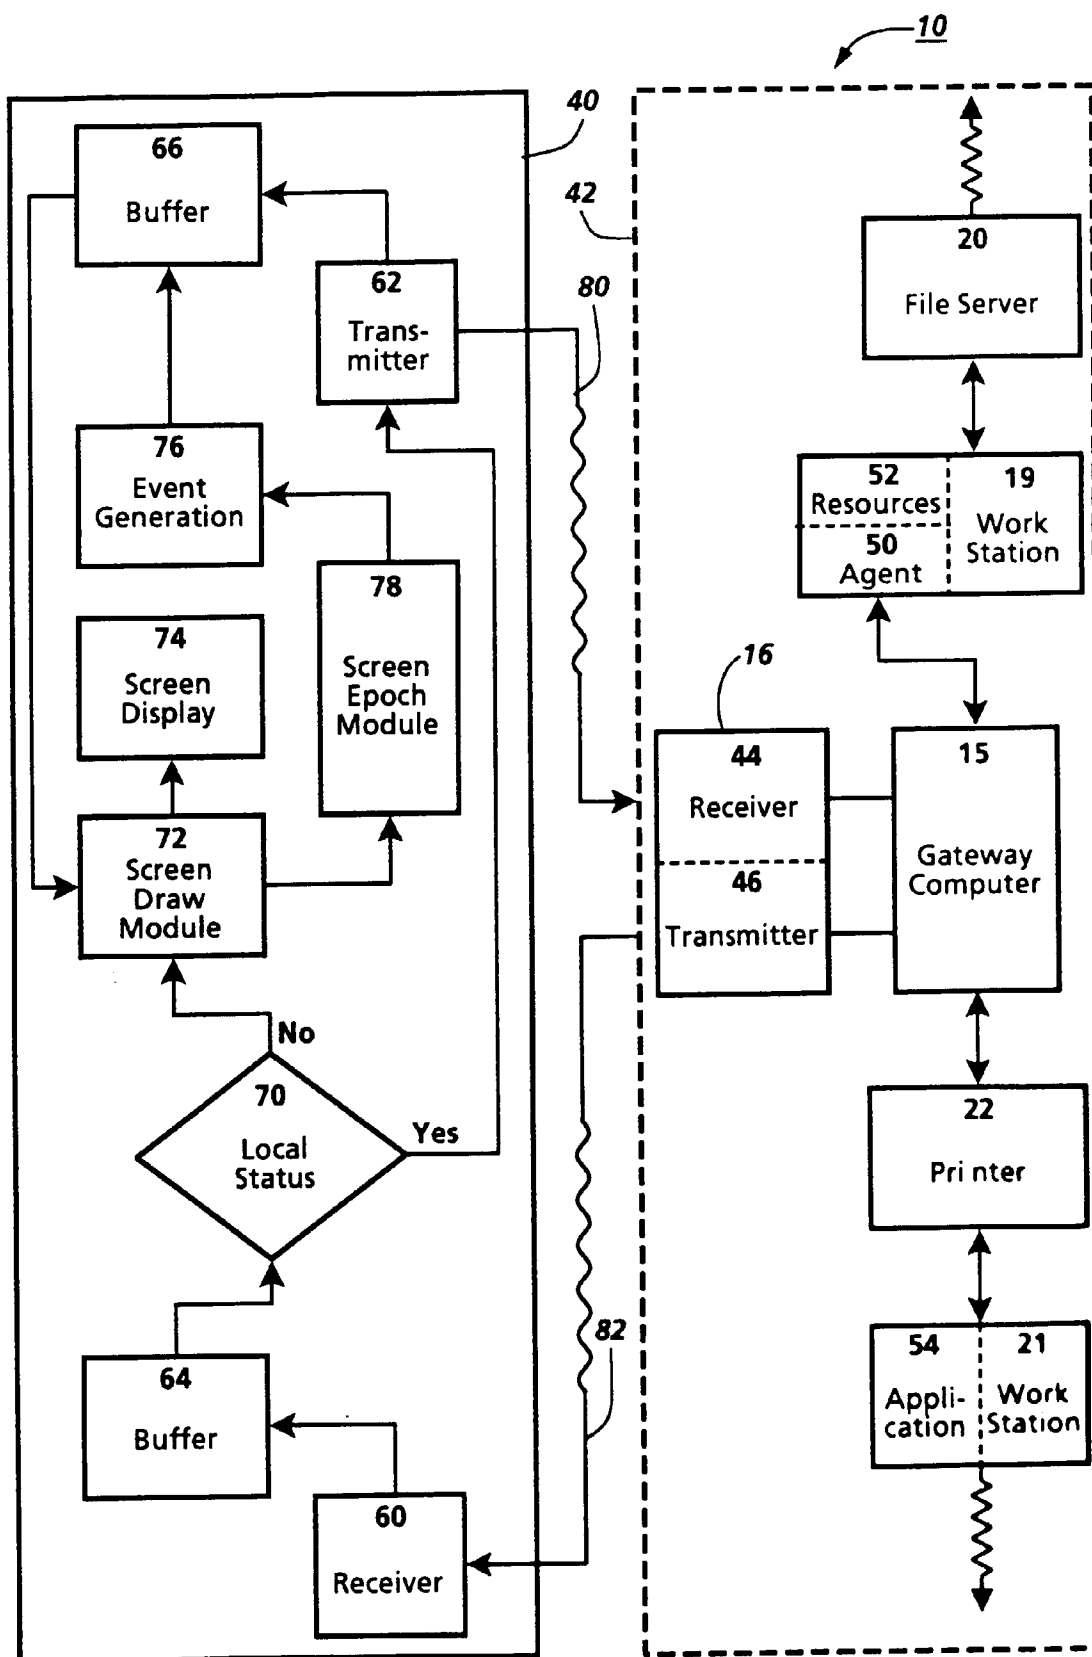 10
40
66
Buffer
62
Trans-
mitter
76
Event
Generation
78
Screen
Epoch
Module
74
Screen
Display
72
Screen
Draw
Module
No
70
Local
Status
Yes
64
Buffer
60
Receiver
42
80
82
20
File Server
52
Resources
50
Agent
19
Work
Station
16
44
Receiver
46
Transmitter
15
Gateway
Computer
22
Printer
54
Appli-
cation
21
Work
Station